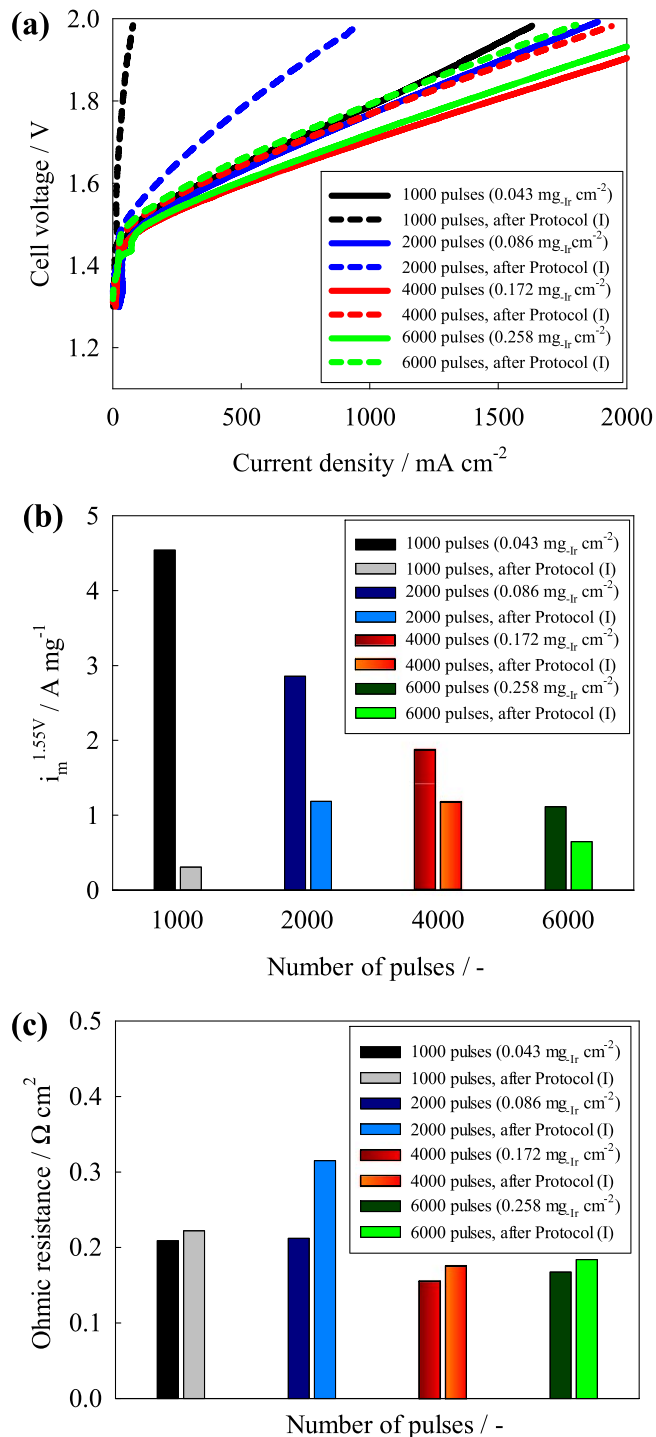 (a)
2.0
1.8
1.6
1.4
1.2
Cell voltage / V
1000 pulses (0.043 mg-Ir cm-2)
1000 pulses, after Protocol (I)
2000 pulses (0.086 mg-Ir cm-2)
2000 pulses, after Protocol (I)
4000 pulses (0.172 mg-Ir cm-2)
4000 pulses, after Protocol (I)
6000 pulses (0.258 mg-Ir cm-2)
6000 pulses, after Protocol (I)
0 500 1000 1500 2000
Current density / mA cm-2
(b)
5
4
3
2
1
0
im1.55V / A mg-1
1000 pulses (0.043 mg-Ir cm-2)
1000 pulses, after Protocol (I)
2000 pulses (0.086 mg-Ir cm-2)
2000 pulses, after Protocol (I)
4000 pulses (0.172 mg-Ir cm-2)
4000 pulses, after Protocol (I)
6000 pulses (0.258 mg-Ir cm-2)
6000 pulses, after Protocol (I)
1000 2000 4000 6000
Number of pulses / -
(c)
0.5
0.4
0.3
0.2
0.1
0.0
Ohmic resistance / Ω cm2
1000 pulses (0.043 mg-Ir cm-2)
1000 pulses, after Protocol (I)
2000 pulses (0.086 mg-Ir cm-2)
2000 pulses, after Protocol (I)
4000 pulses (0.172 mg-Ir cm-2)
4000 pulses, after Protocol (I)
6000 pulses (0.258 mg-Ir cm-2)
6000 pulses, after Protocol (I)
Number of pulses / -